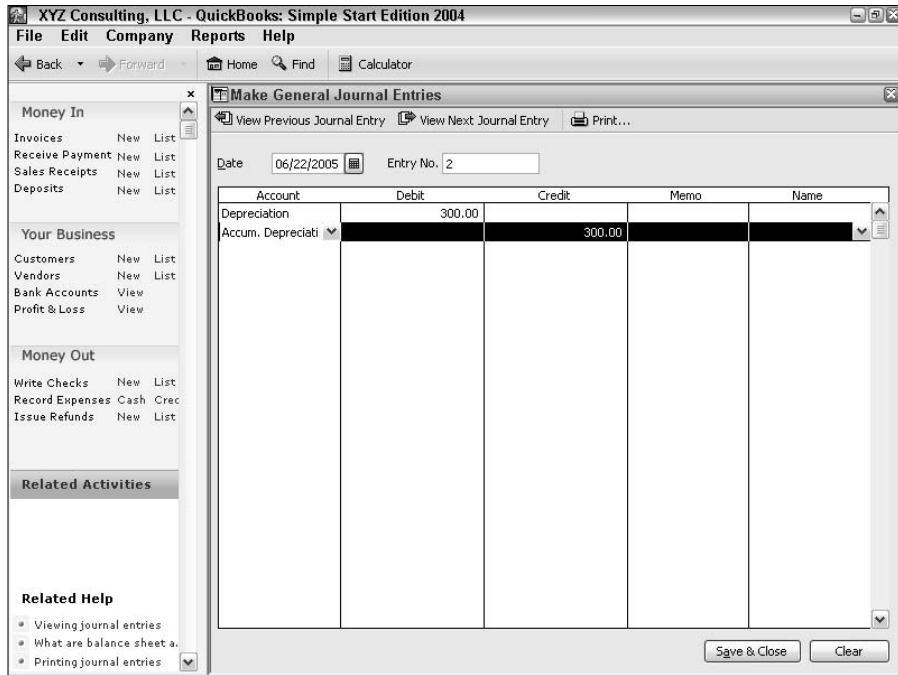 XYZ Consulting, LLC - QuickBooks: Simple Start Edition 2004
File Edit Company Reports Help
Back Forward Home Find Calculator
Money In
Invoices New List
Receive Payment New List
Sales Receipts New List
Deposits New List
Your Business
Customers New List
Vendors New List
Bank Accounts View
Profit & Loss View
Money Out
Write Checks New List
Record Expenses Cash Crec
Issue Refunds New List
Related Activities
Related Help
Viewing journal entries
What are balance sheet a.
Printing journal entries
Make General Journal Entries
View Previous Journal Entry View Next Journal Entry Print...
Date 06/22/2005 Entry No. 2
Account Debit Credit Memo Name
Depreciation 300.00
Accum. Depreciati 300.00
Save & Close Clear